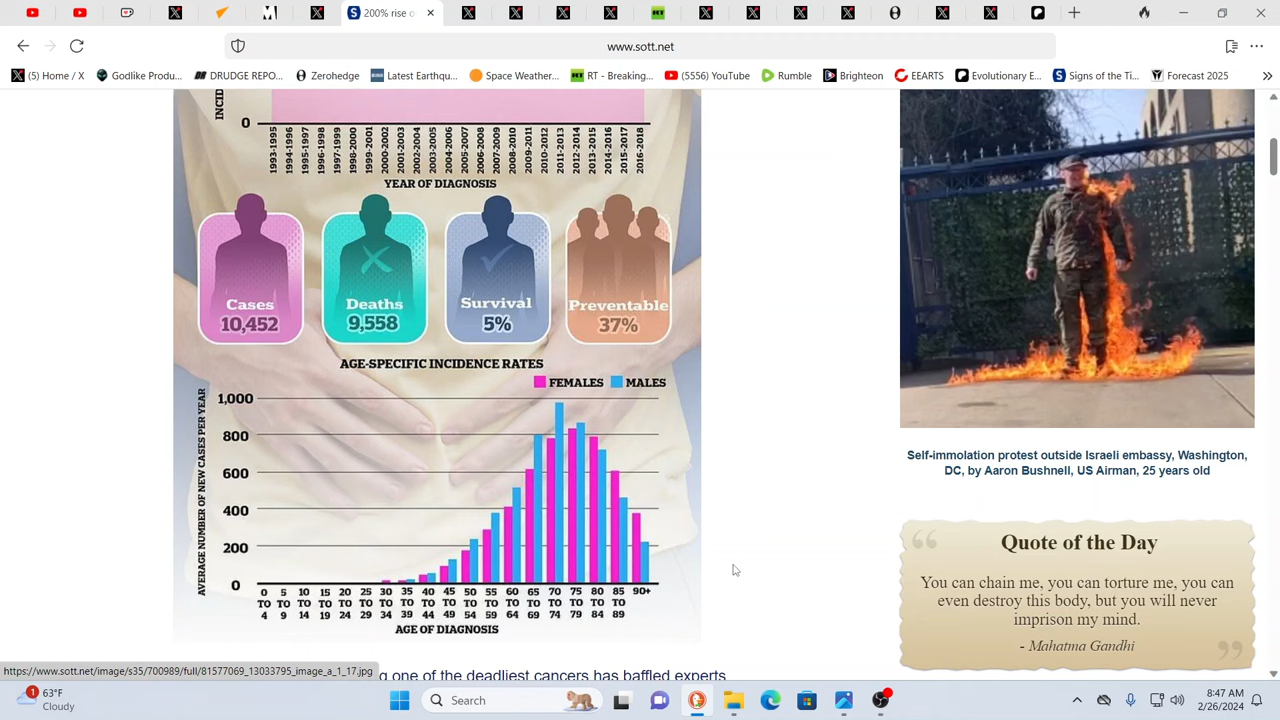 200% rise o
www.sott.net
(5) Home / X
Godlike Produ...
DRUDGE REPO...
Zerohedge
Latest Earthqu...
Space Weather...
RT - Breaking...
(5556) YouTube
Rumble
Brighteon
EEARTS
Evolutionary E...
Signs of the Ti...
Forecast 2025
INCID
0
1993-1995
1994-1996
1995-1997
1996-1998
1997-1999
1998-2000
1999-2001
2000-2002
2001-2003
2002-2004
2003-2005
2004-2006
2005-2007
2006-2008
2007-2009
2008-2010
2009-2011
2010-2012
2011-2013
2012-2014
2013-2015
2014-2016
2015-2017
2016-2018
YEAR OF DIAGNOSIS
Cases
10,452
Deaths
9,558
Survival
5%
Preventable
37%
AGE-SPECIFIC INCIDENCE RATES
FEMALES MALES
AVERAGE NUMBER OF NEW CASES PER YEAR
1,000
800
600
400
200
0
0 TO 4
5 TO 9
10 TO 14
15 TO 19
20 TO 24
25 TO 29
30 TO 34
35 TO 39
40 TO 44
45 TO 49
50 TO 54
55 TO 59
60 TO 64
65 TO 69
70 TO 74
75 TO 79
80 TO 84
85 TO 89
90+
AGE OF DIAGNOSIS
Self-immolation protest outside Israeli embassy, Washington,
DC, by Aaron Bushnell, US Airman, 25 years old
Quote of the Day
You can chain me, you can torture me, you can
even destroy this body, but you will never
imprison my mind.
- Mahatma Gandhi
https://www.sott.net/image/s35/700989/full/81577069_13033795_image_a_1_17.jpg
g one of the deadliest cancers has baffled experts
1
63°F
Cloudy
Search
8:47 AM
2/26/2024